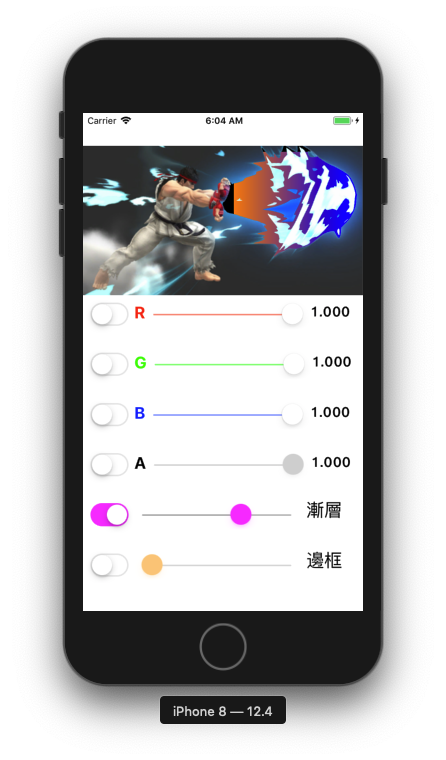 Carrier 6:04 AM
R 1.000
G 1.000
B 1.000
A 1.000
漸層
邊框
iPhone 8 — 12.4